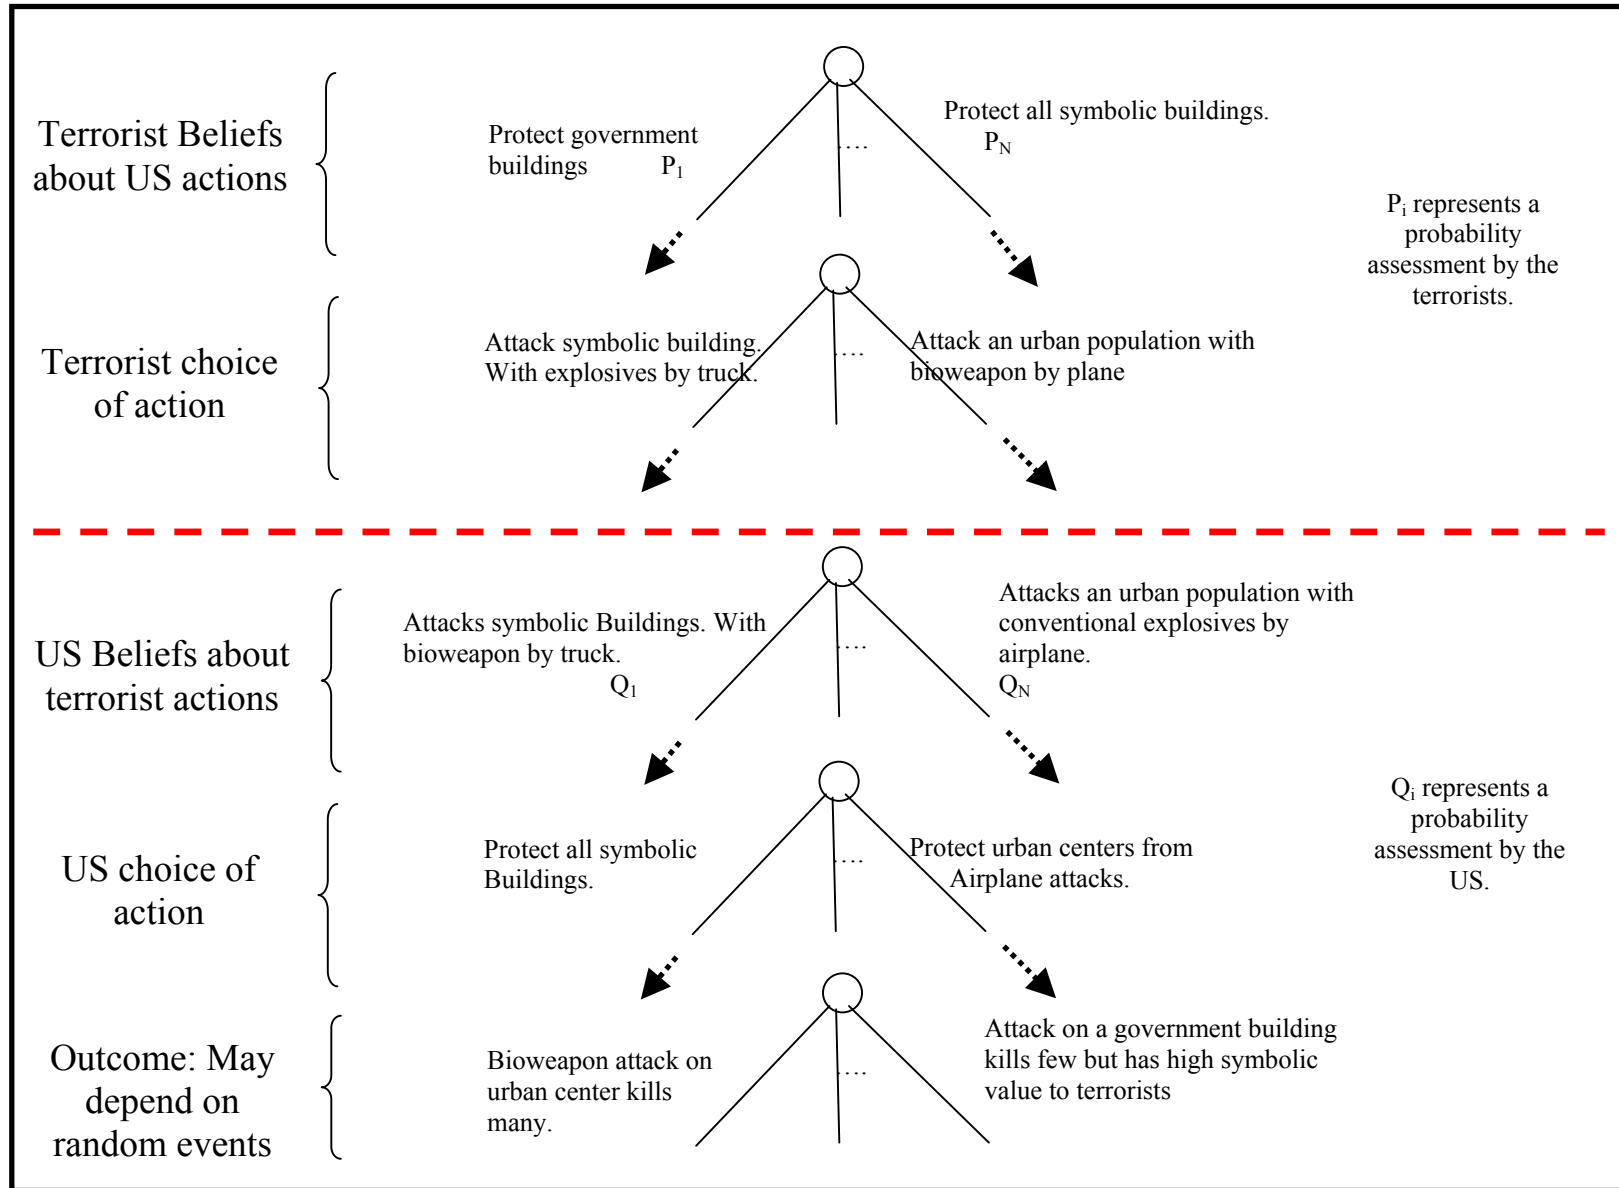 Terrorist Beliefs
about US actions
Protect government
buildings P₁
....
Protect all symbolic buildings.
P_N
Pᵢ represents a
probability
assessment by the
terrorists.
Terrorist choice
of action
Attack symbolic building.
With explosives by truck.
....
Attack an urban population with
bioweapon by plane
US Beliefs about
terrorist actions
Attacks symbolic Buildings. With
bioweapon by truck.
Q₁
....
Attacks an urban population with
conventional explosives by
airplane.
Q_N
US choice of
action
Protect all symbolic
Buildings.
....
Protect urban centers from
Airplane attacks.
Qᵢ represents a
probability
assessment by the
US.
Outcome: May
depend on
random events
Bioweapon attack on
urban center kills
many.
....
Attack on a government building
kills few but has high symbolic
value to terrorists